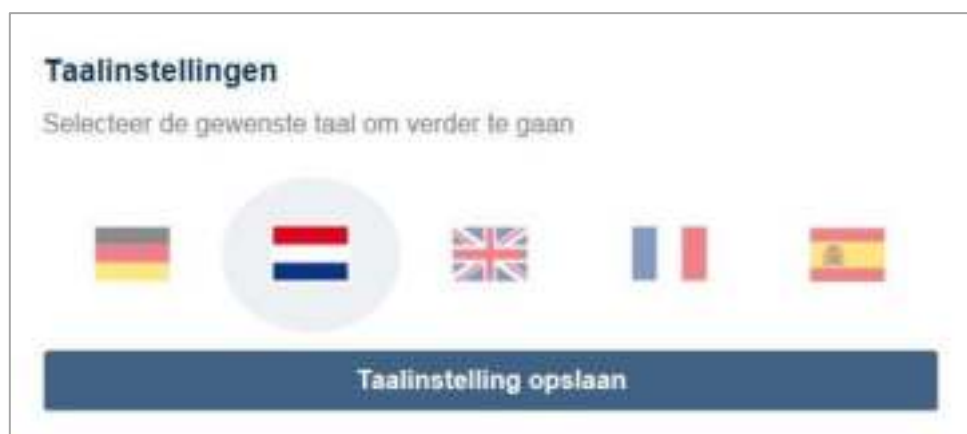 Taalinstellingen
Selecteer de gewenste taal om verder te gaan
Taalinstelling opslaan